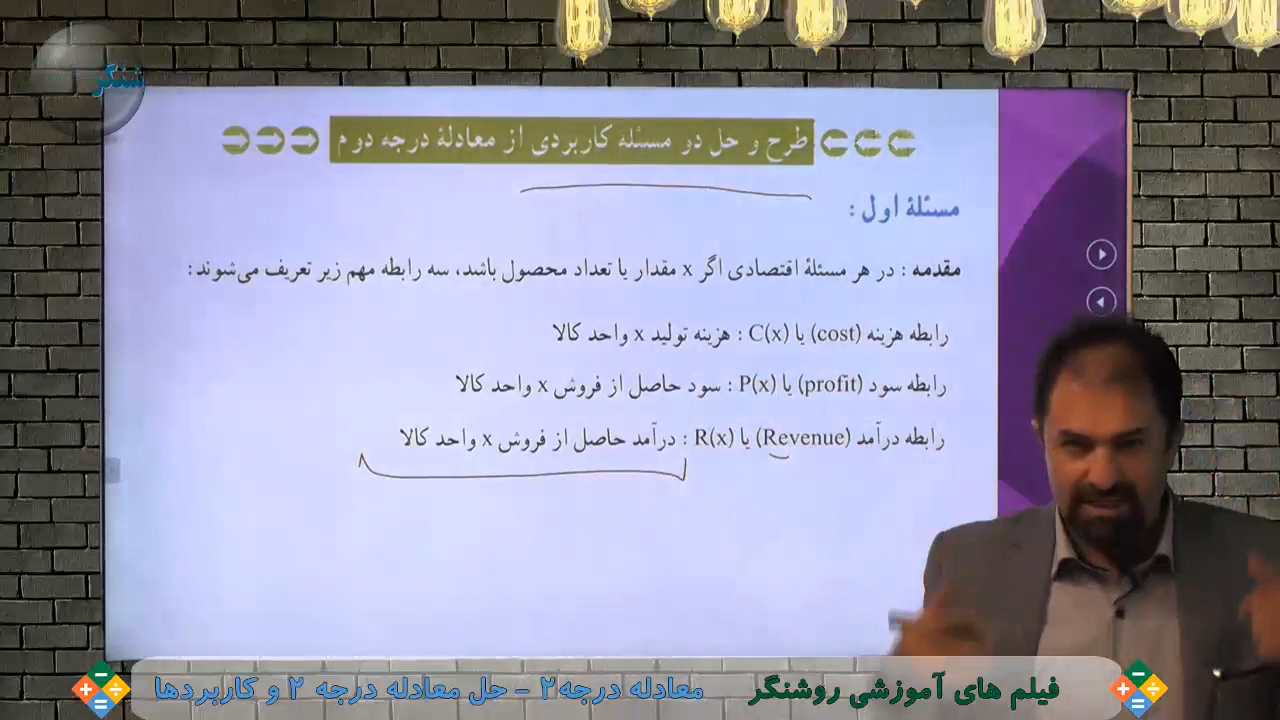 طرح و حل دو مسئله کاربردی از معادلهٔ درجه دوم
مسئلهٔ اول :
مقدمه : در هر مسئلهٔ اقتصادی اگر x مقدار یا تعداد محصول باشد، سه رابطه مهم زیر تعریف می‌شوند :
رابطه هزینه (cost) یا C(x) : هزینه تولید x واحد کالا
رابطه سود (profit) یا P(x) : سود حاصل از فروش x واحد کالا
رابطه درآمد (Revenue) یا R(x) : درآمد حاصل از فروش x واحد کالا
فیلم های آموزشی روشنگر
معادله درجه۲ - حل معادله درجه ۲ و کاربردها